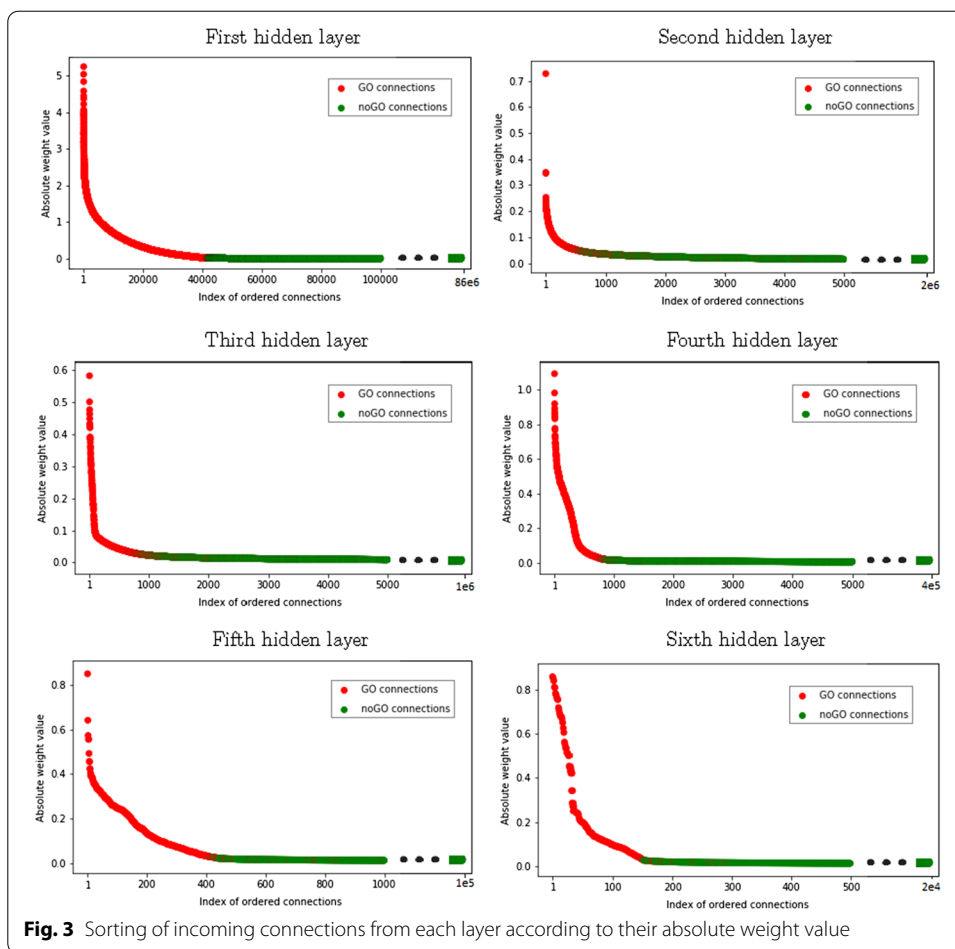 First hidden layer
Absolute weight value
5
4
3
2
1
0
GO connections
noGO connections
1 20000 40000 60000 80000 100000 86e6
Index of ordered connections
Second hidden layer
Absolute weight value
0.7
0.6
0.5
0.4
0.3
0.2
0.1
0.0
GO connections
noGO connections
1 1000 2000 3000 4000 5000 2e6
Index of ordered connections
Third hidden layer
Absolute weight value
0.6
0.5
0.4
0.3
0.2
0.1
0.0
GO connections
noGO connections
1 1000 2000 3000 4000 5000 1e6
Index of ordered connections
Fourth hidden layer
Absolute weight value
1.0
0.8
0.6
0.4
0.2
0.0
GO connections
noGO connections
1 1000 2000 3000 4000 5000 4e5
Index of ordered connections
Fifth hidden layer
Absolute weight value
0.8
0.6
0.4
0.2
0.0
GO connections
noGO connections
1 200 400 600 800 1000 1e5
Index of ordered connections
Sixth hidden layer
Absolute weight value
0.8
0.6
0.4
0.2
0.0
GO connections
noGO connections
1 100 200 300 400 500 2e4
Index of ordered connections
Fig. 3 Sorting of incoming connections from each layer according to their absolute weight value